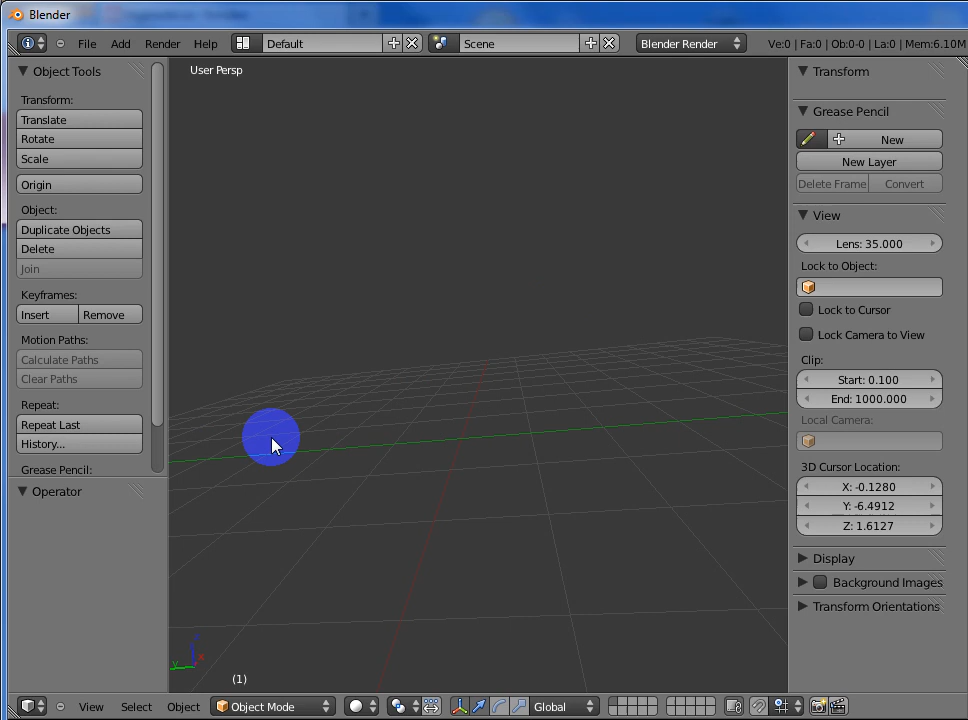 Blender
File Add Render Help Default Scene Blender Render Ve:0 | Fa:0 | Ob:0-0 | La:0 | Mem:6.10M
Object Tools
Transform:
Translate
Rotate
Scale
Origin
Object:
Duplicate Objects
Delete
Join
Keyframes:
Insert Remove
Motion Paths:
Calculate Paths
Clear Paths
Repeat:
Repeat Last
History...
Grease Pencil:
Operator
User Persp
z
x
y
(1)
Transform
Grease Pencil
New
New Layer
Delete Frame Convert
View
Lens: 35.000
Lock to Object:
Lock to Cursor
Lock Camera to View
Clip:
Start: 0.100
End: 1000.000
Local Camera:
3D Cursor Location:
X: -0.1280
Y: -6.4912
Z: 1.6127
Display
Background Images
Transform Orientations
View Select Object Object Mode Global